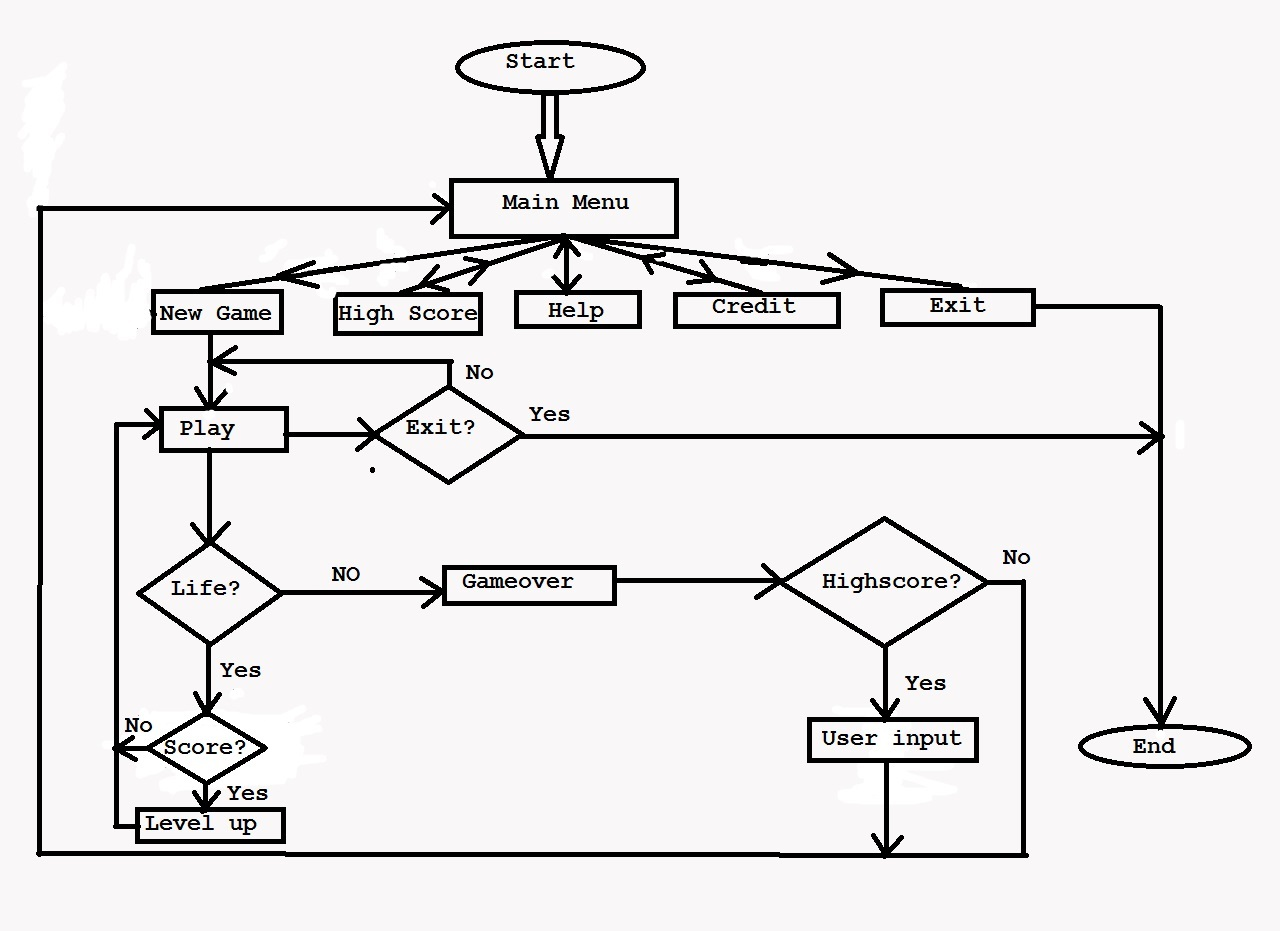 Start
Main Menu
New Game
High Score
Help
Credit
Exit
No
Exit?
Yes
Play
Life?
NO
Gameover
Highscore?
No
Yes
Yes
No
Score?
User input
End
Yes
Level up